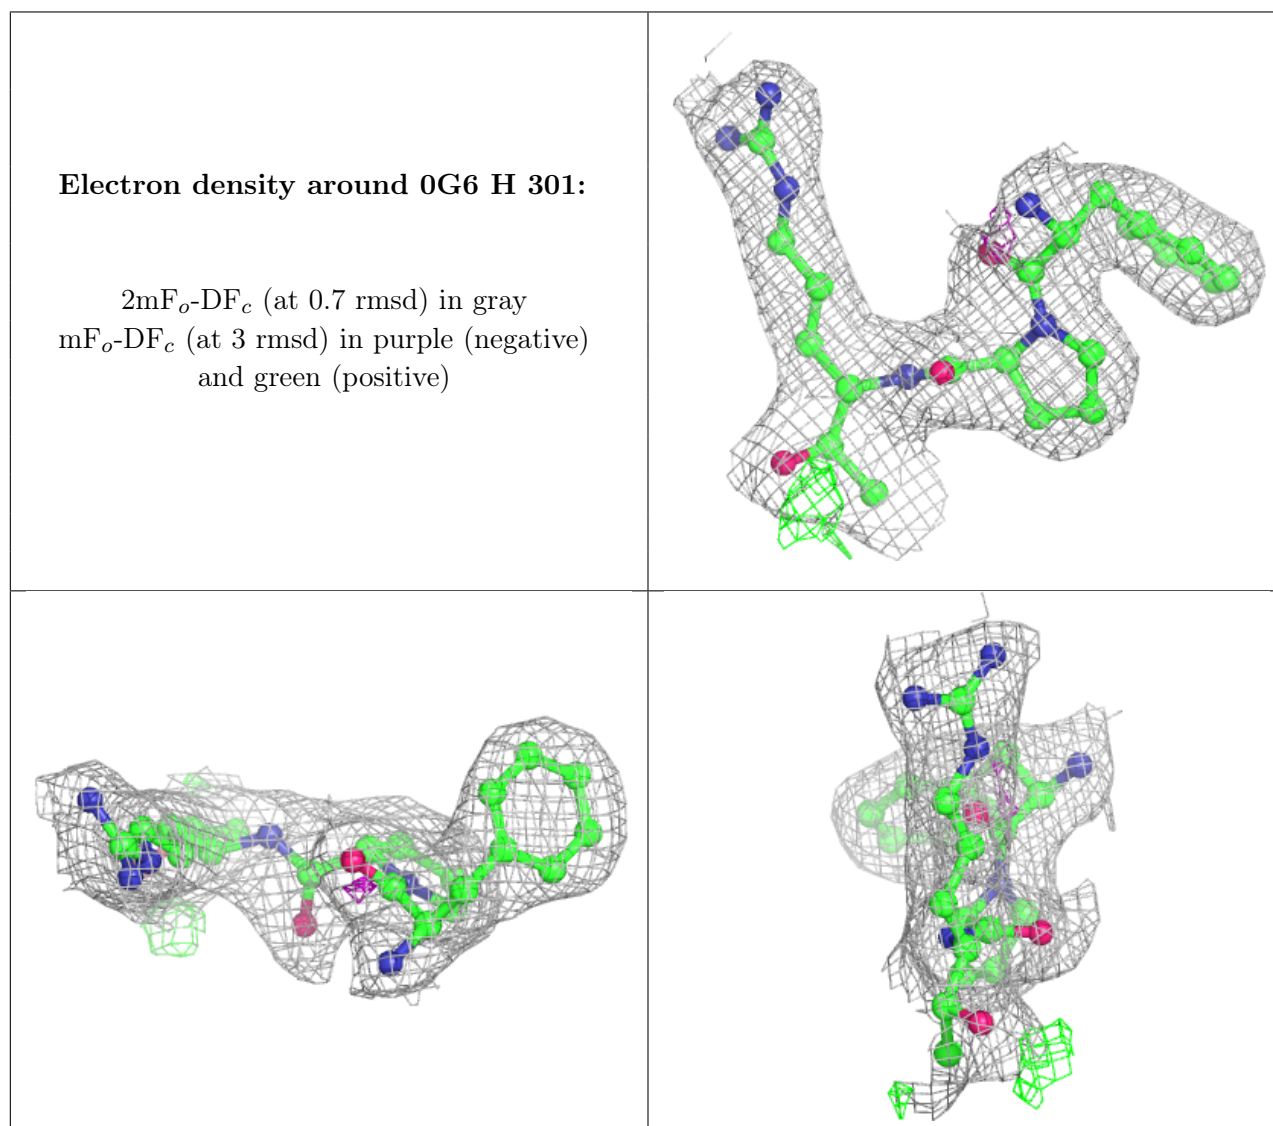 Electron density around 0G6 H 301:
2mFo-DFc (at 0.7 rmsd) in gray
mFo-DFc (at 3 rmsd) in purple (negative)
and green (positive)